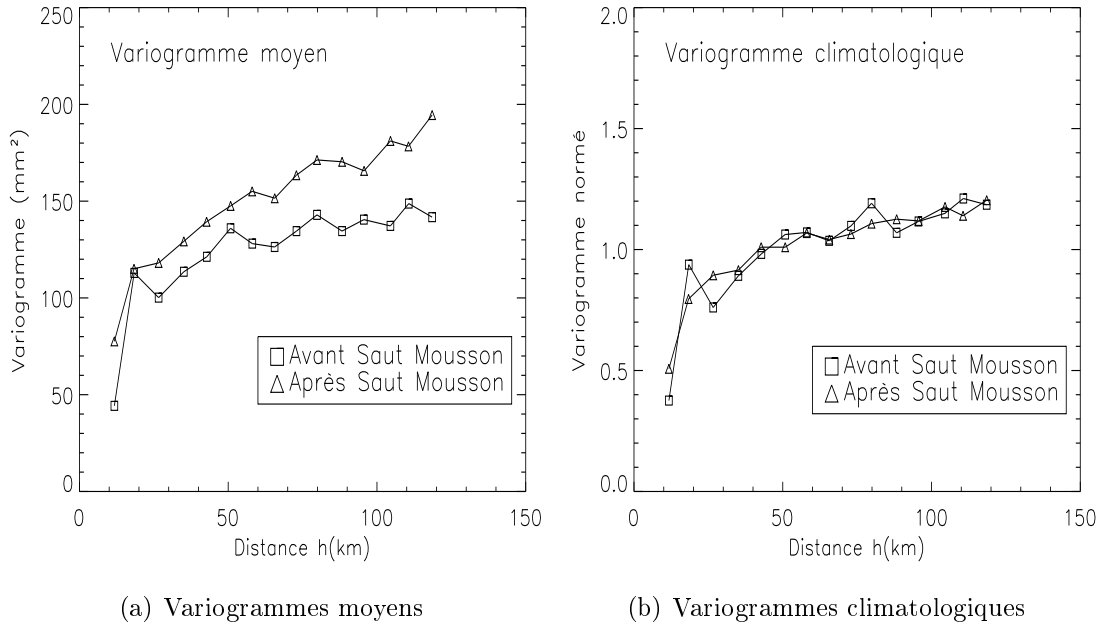 Variogramme moyen
250
200
150
100
50
0
Variogramme (mm²)
□ Avant Saut Mousson
△ Après Saut Mousson
0 50 100 150
Distance h(km)
(a) Variogrammes moyens
Variogramme climatologique
2.0
1.5
1.0
0.5
0.0
Variogramme normé
□ Avant Saut Mousson
△ Après Saut Mousson
0 50 100 150
Distance h(km)
(b) Variogrammes climatologiques